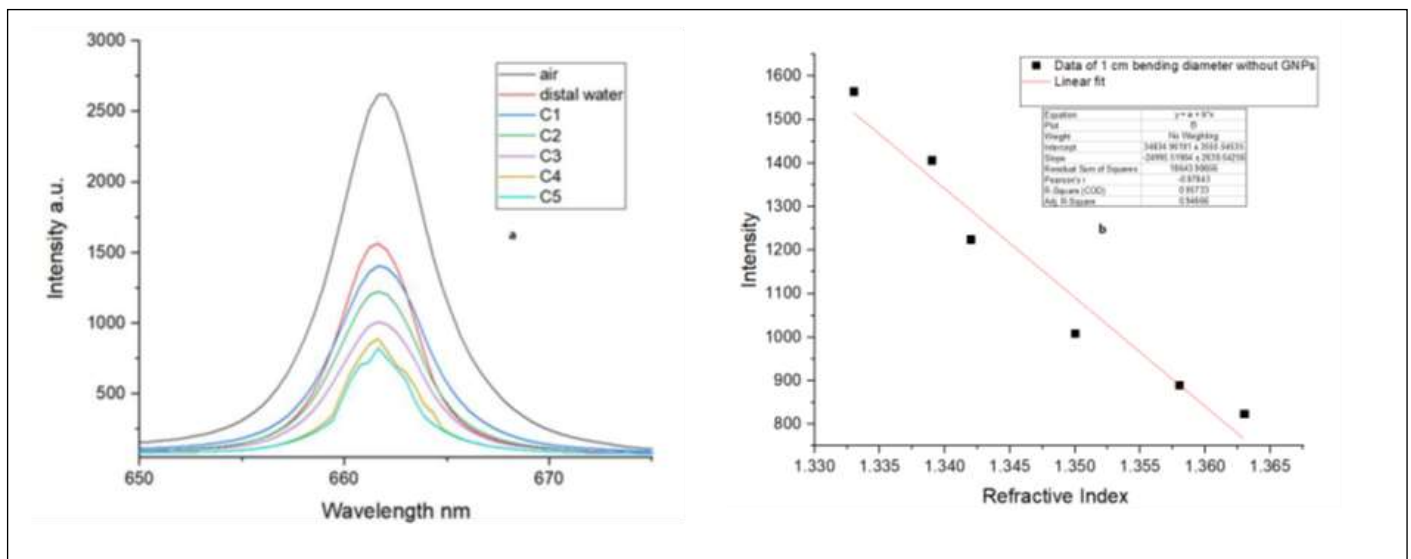 3000
2500
2000
1500
1000
500
Intensity a.u.
air
distal water
C1
C2
C3
C4
C5
a
650
660
670
Wavelength nm
1600
1500
1400
1300
1200
1100
1000
900
800
Intensity
Data of 1 cm bending diameter without GNPs
Linear fit
Equation y = a + b*x
Plot B
Weight No Weighting
Intercept
Slope
Residual Sum of Squares
Pearson's r
R-Square (COD)
Adj. R-Square
b
1.330
1.335
1.340
1.345
1.350
1.355
1.360
1.365
Refractive Index